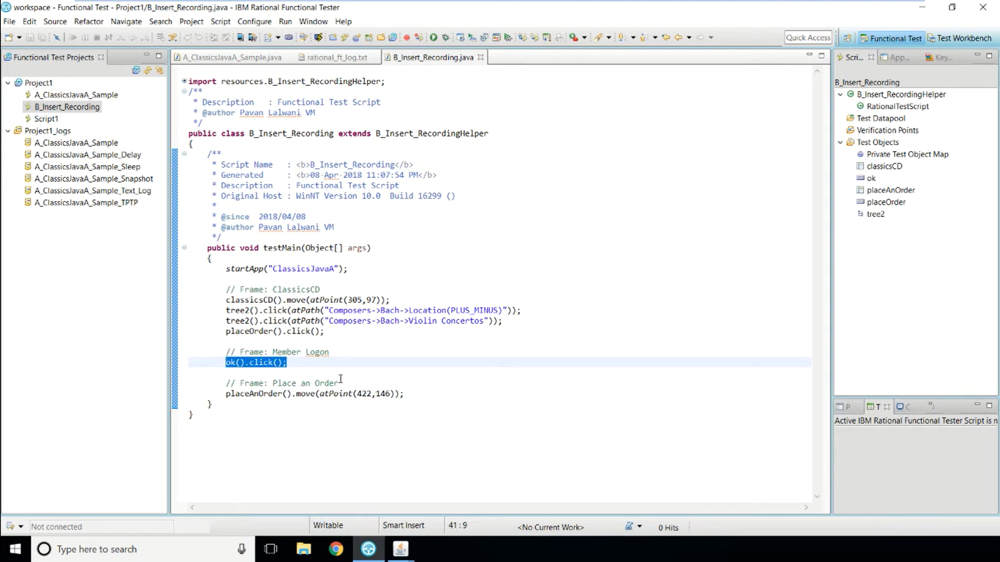 workspace - Functional Test - Project1/B_Insert_Recording.java - IBM Rational Functional Tester
File Edit Source Refactor Navigate Search Project Script Configure Run Window Help
Quick Access
Functional Test
Test Workbench
Functional Test Projects
Project1
A_ClassicsJavaA_Sample
B_Insert_Recording
Script1
Project1_logs
A_ClassicsJavaA_Sample
A_ClassicsJavaA_Sample_Delay
A_ClassicsJavaA_Sample_Sleep
A_ClassicsJavaA_Sample_Snapshot
A_ClassicsJavaA_Sample_Text_Log
A_ClassicsJavaA_Sample_TPTP
A_ClassicsJavaA_Sample.java
rational_ft_log.txt
B_Insert_Recording.java
import resources.B_Insert_RecordingHelper;
/**
* Description : Functional Test Script
* @author Pavan Lalwani VM
*/
public class B_Insert_Recording extends B_Insert_RecordingHelper
{
/**
* Script Name : <b>B_Insert_Recording</b>
* Generated : <b>08-Apr-2018 11:07:54 PM</b>
* Description : Functional Test Script
* Original Host : WinNT Version 10.0 Build 16299 ()
*
* @since 2018/04/08
* @author Pavan Lalwani VM
*/
public void testMain(Object[] args)
{
startApp("ClassicsJavaA");
// Frame: ClassicsCD
classicsCD().move(atPoint(305,97));
tree2().click(atPath("Composers->Bach->Location(PLUS_MINUS)"));
tree2().click(atPath("Composers->Bach->Violin Concertos"));
placeOrder().click();
// Frame: Member Logon
ok().click();
// Frame: Place an Order
placeAnOrder().move(atPoint(422,146));
}
}
Scri...
App...
Key...
B_Insert_Recording
B_Insert_RecordingHelper
RationalTestScript
Test Datapool
Verification Points
Test Objects
Private Test Object Map
classicsCD
ok
placeAnOrder
placeOrder
tree2
P
T
C
Active IBM Rational Functional Tester Script is n
Not connected
Writable
Smart Insert
41 : 9
<No Current Work>
0 Hits
Type here to search